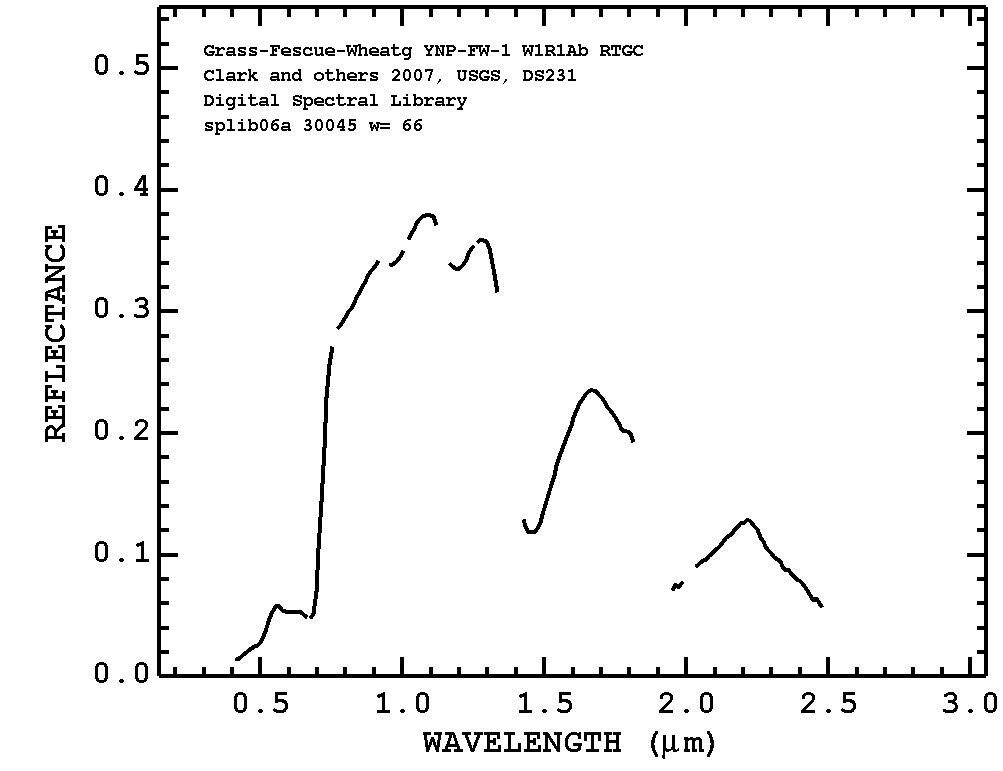 Grass-Fescue-Wheatg YNP-FW-1 W1R1Ab RTGC
Clark and others 2007, USGS, DS231
Digital Spectral Library
splib06a 30045 w= 66
0.5
0.4
0.3
0.2
0.1
0.0
REFLECTANCE
0.5 1.0 1.5 2.0 2.5 3.0
WAVELENGTH (μm)